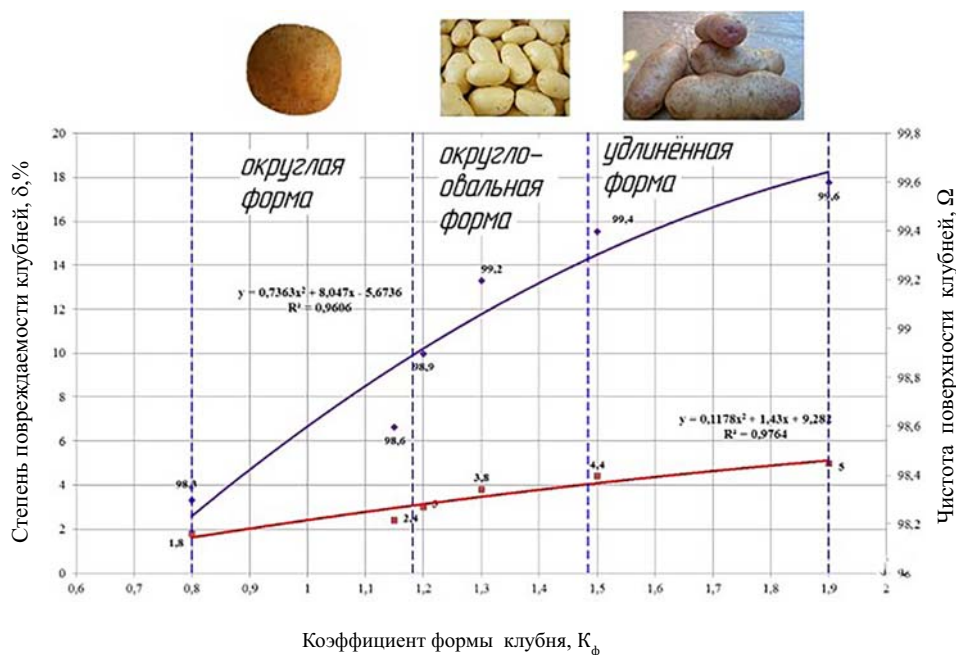 20
18
16
14
12
10
8
6
4
2
0
Степень повреждаемости клубней, δ,%
округлая
форма
округло-
овальная
форма
удлинённая
форма
y = 0,7363x² + 8,047x - 5,6736
R² = 0,9606
y = 0,1178x² + 1,43x + 9,282
R² = 0,9764
98,3
98,6
98,9
99,2
99,4
99,6
1,8
2,4
3
3,8
4,4
5
99,8
99,6
99,4
99,2
99
98,8
98,6
98,4
98,2
Чистота поверхности клубней, Ω
0,6 0,7 0,8 0,9 1 1,1 1,2 1,3 1,4 1,5 1,6 1,7 1,8 1,9 2
Коэффициент формы клубня, Кф